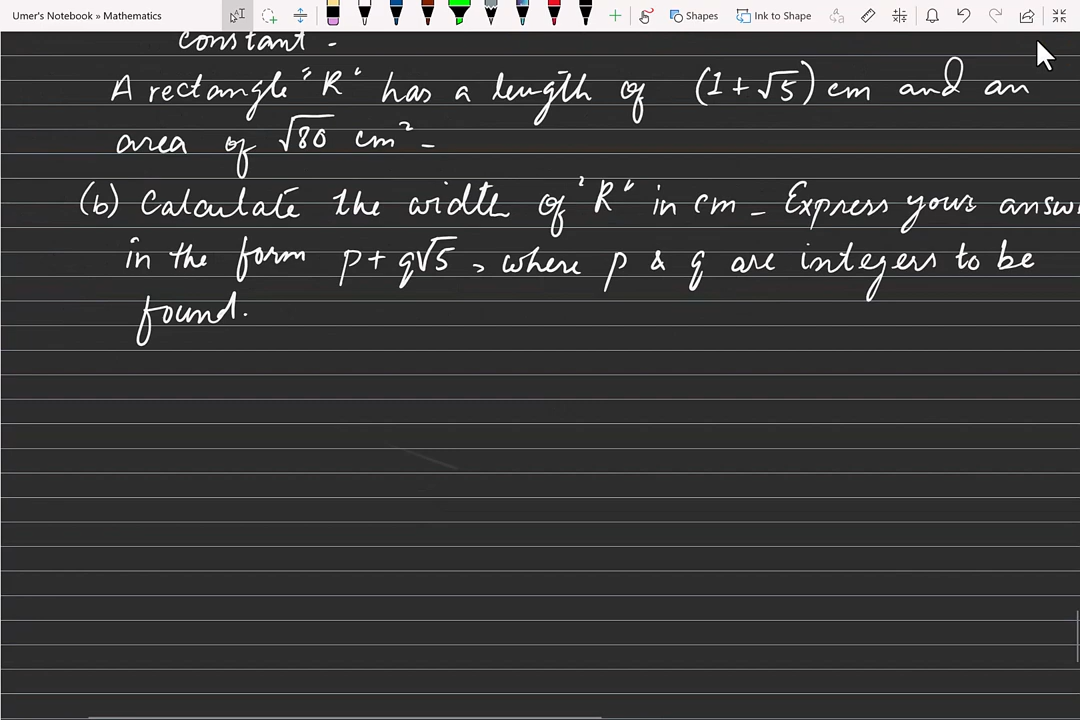 Umer's Notebook » Mathematics
Shapes
Ink to Shape
constant.
A rectangle "R" has a length of (1+√5) cm and an
area of √80 cm² -
(b) Calculate the width of "R" in cm - Express your answ
in the form p + q√5, where p & q are integers to be
found.